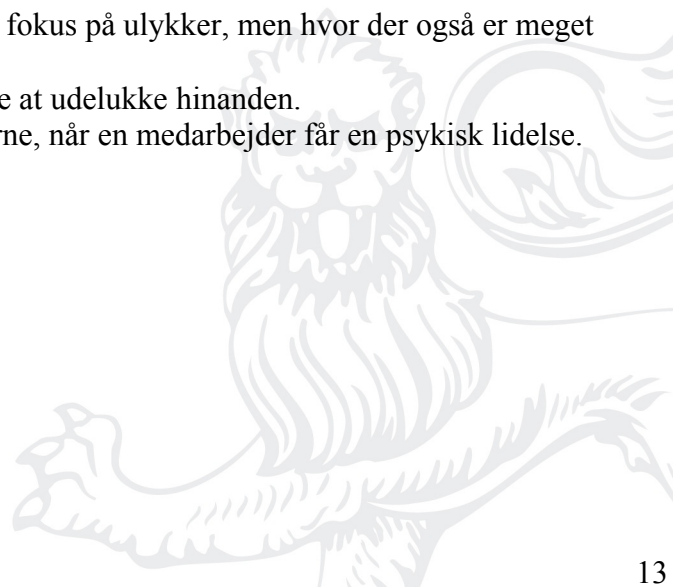 fokus på ulykker, men hvor der også er meget
e at udelukke hinanden.
rne, når en medarbejder får en psykisk lidelse.
13